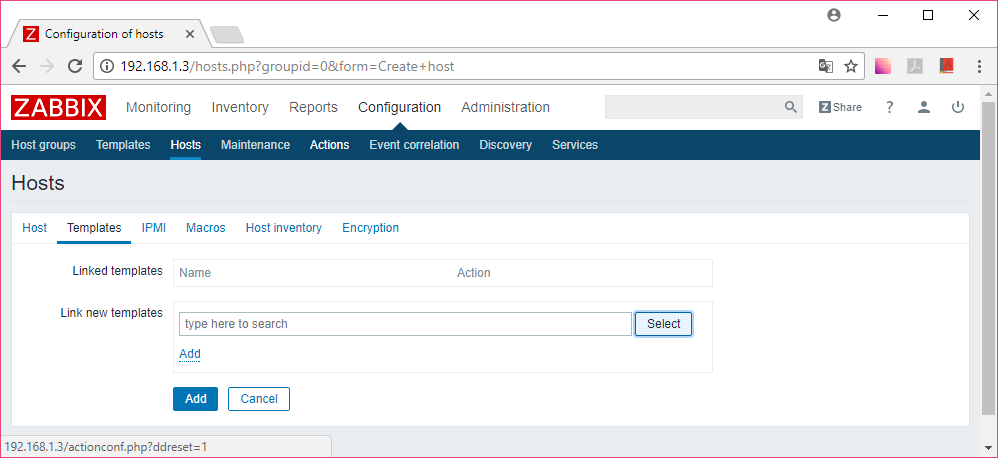 Z Configuration of hosts
192.168.1.3/hosts.php?groupid=0&form=Create+host
ZABBIX Monitoring Inventory Reports Configuration Administration Z Share ?
Host groups Templates Hosts Maintenance Actions Event correlation Discovery Services
Hosts
Host Templates IPMI Macros Host inventory Encryption
Linked templates Name Action
Link new templates
type here to search Select
Add
Add Cancel
192.168.1.3/actionconf.php?ddreset=1